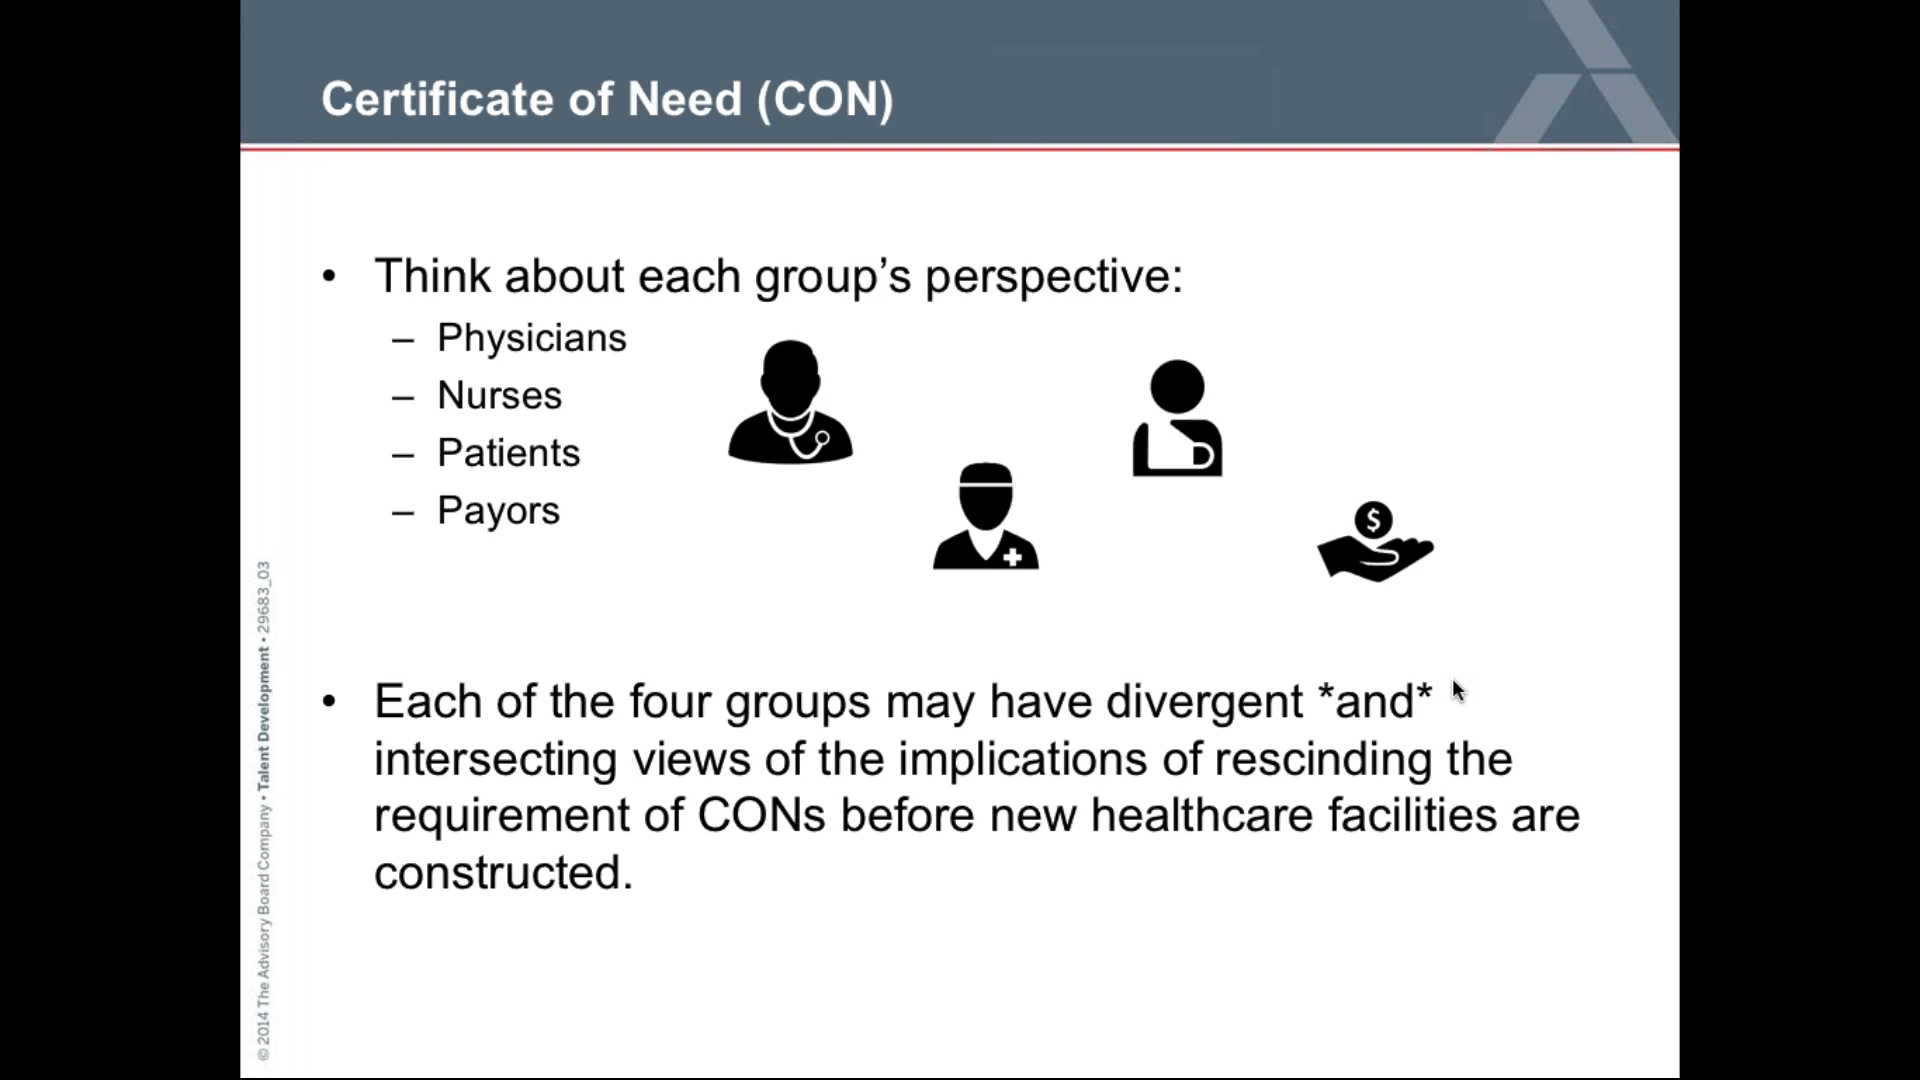 Certificate of Need (CON)
• Think about each group’s perspective:
– Physicians
– Nurses
– Patients
– Payors
$
• Each of the four groups may have divergent *and*
intersecting views of the implications of rescinding the
requirement of CONs before new healthcare facilities are
constructed.
© 2014 The Advisory Board Company • Talent Development • 29683_03